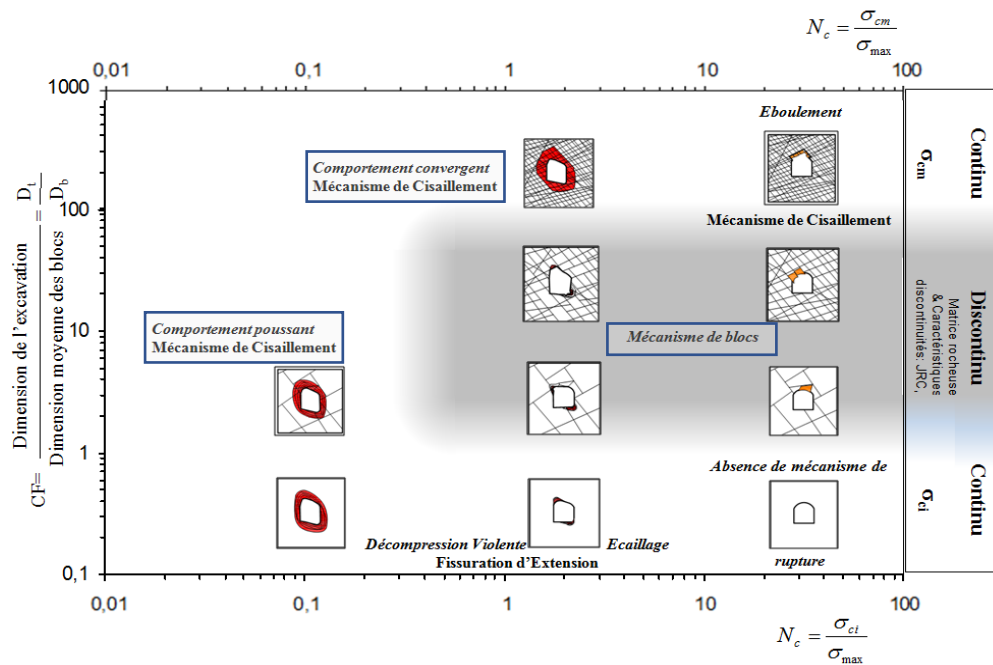 N_c = σ_cm / σ_max
0,01 0,1 1 10 100
1000
100
10
1
0,1
CF= Dimension de l'excavation / Dimension moyenne des blocs = D_t / D_b
Eboulement
Comportement convergent
Mécanisme de Cisaillement
Mécanisme de Cisaillement
Comportement poussant
Mécanisme de Cisaillement
Mécanisme de blocs
Absence de mécanisme de
rupture
Décompression Violente
Ecaillage
Fissuration d'Extension
Continu
σ_cm
Discontinu
Matrice rocheuse
& Caractéristiques
discontinuités: JRC,
Continu
σ_ci
0,01 0,1 1 10 100
N_c = σ_ci / σ_max